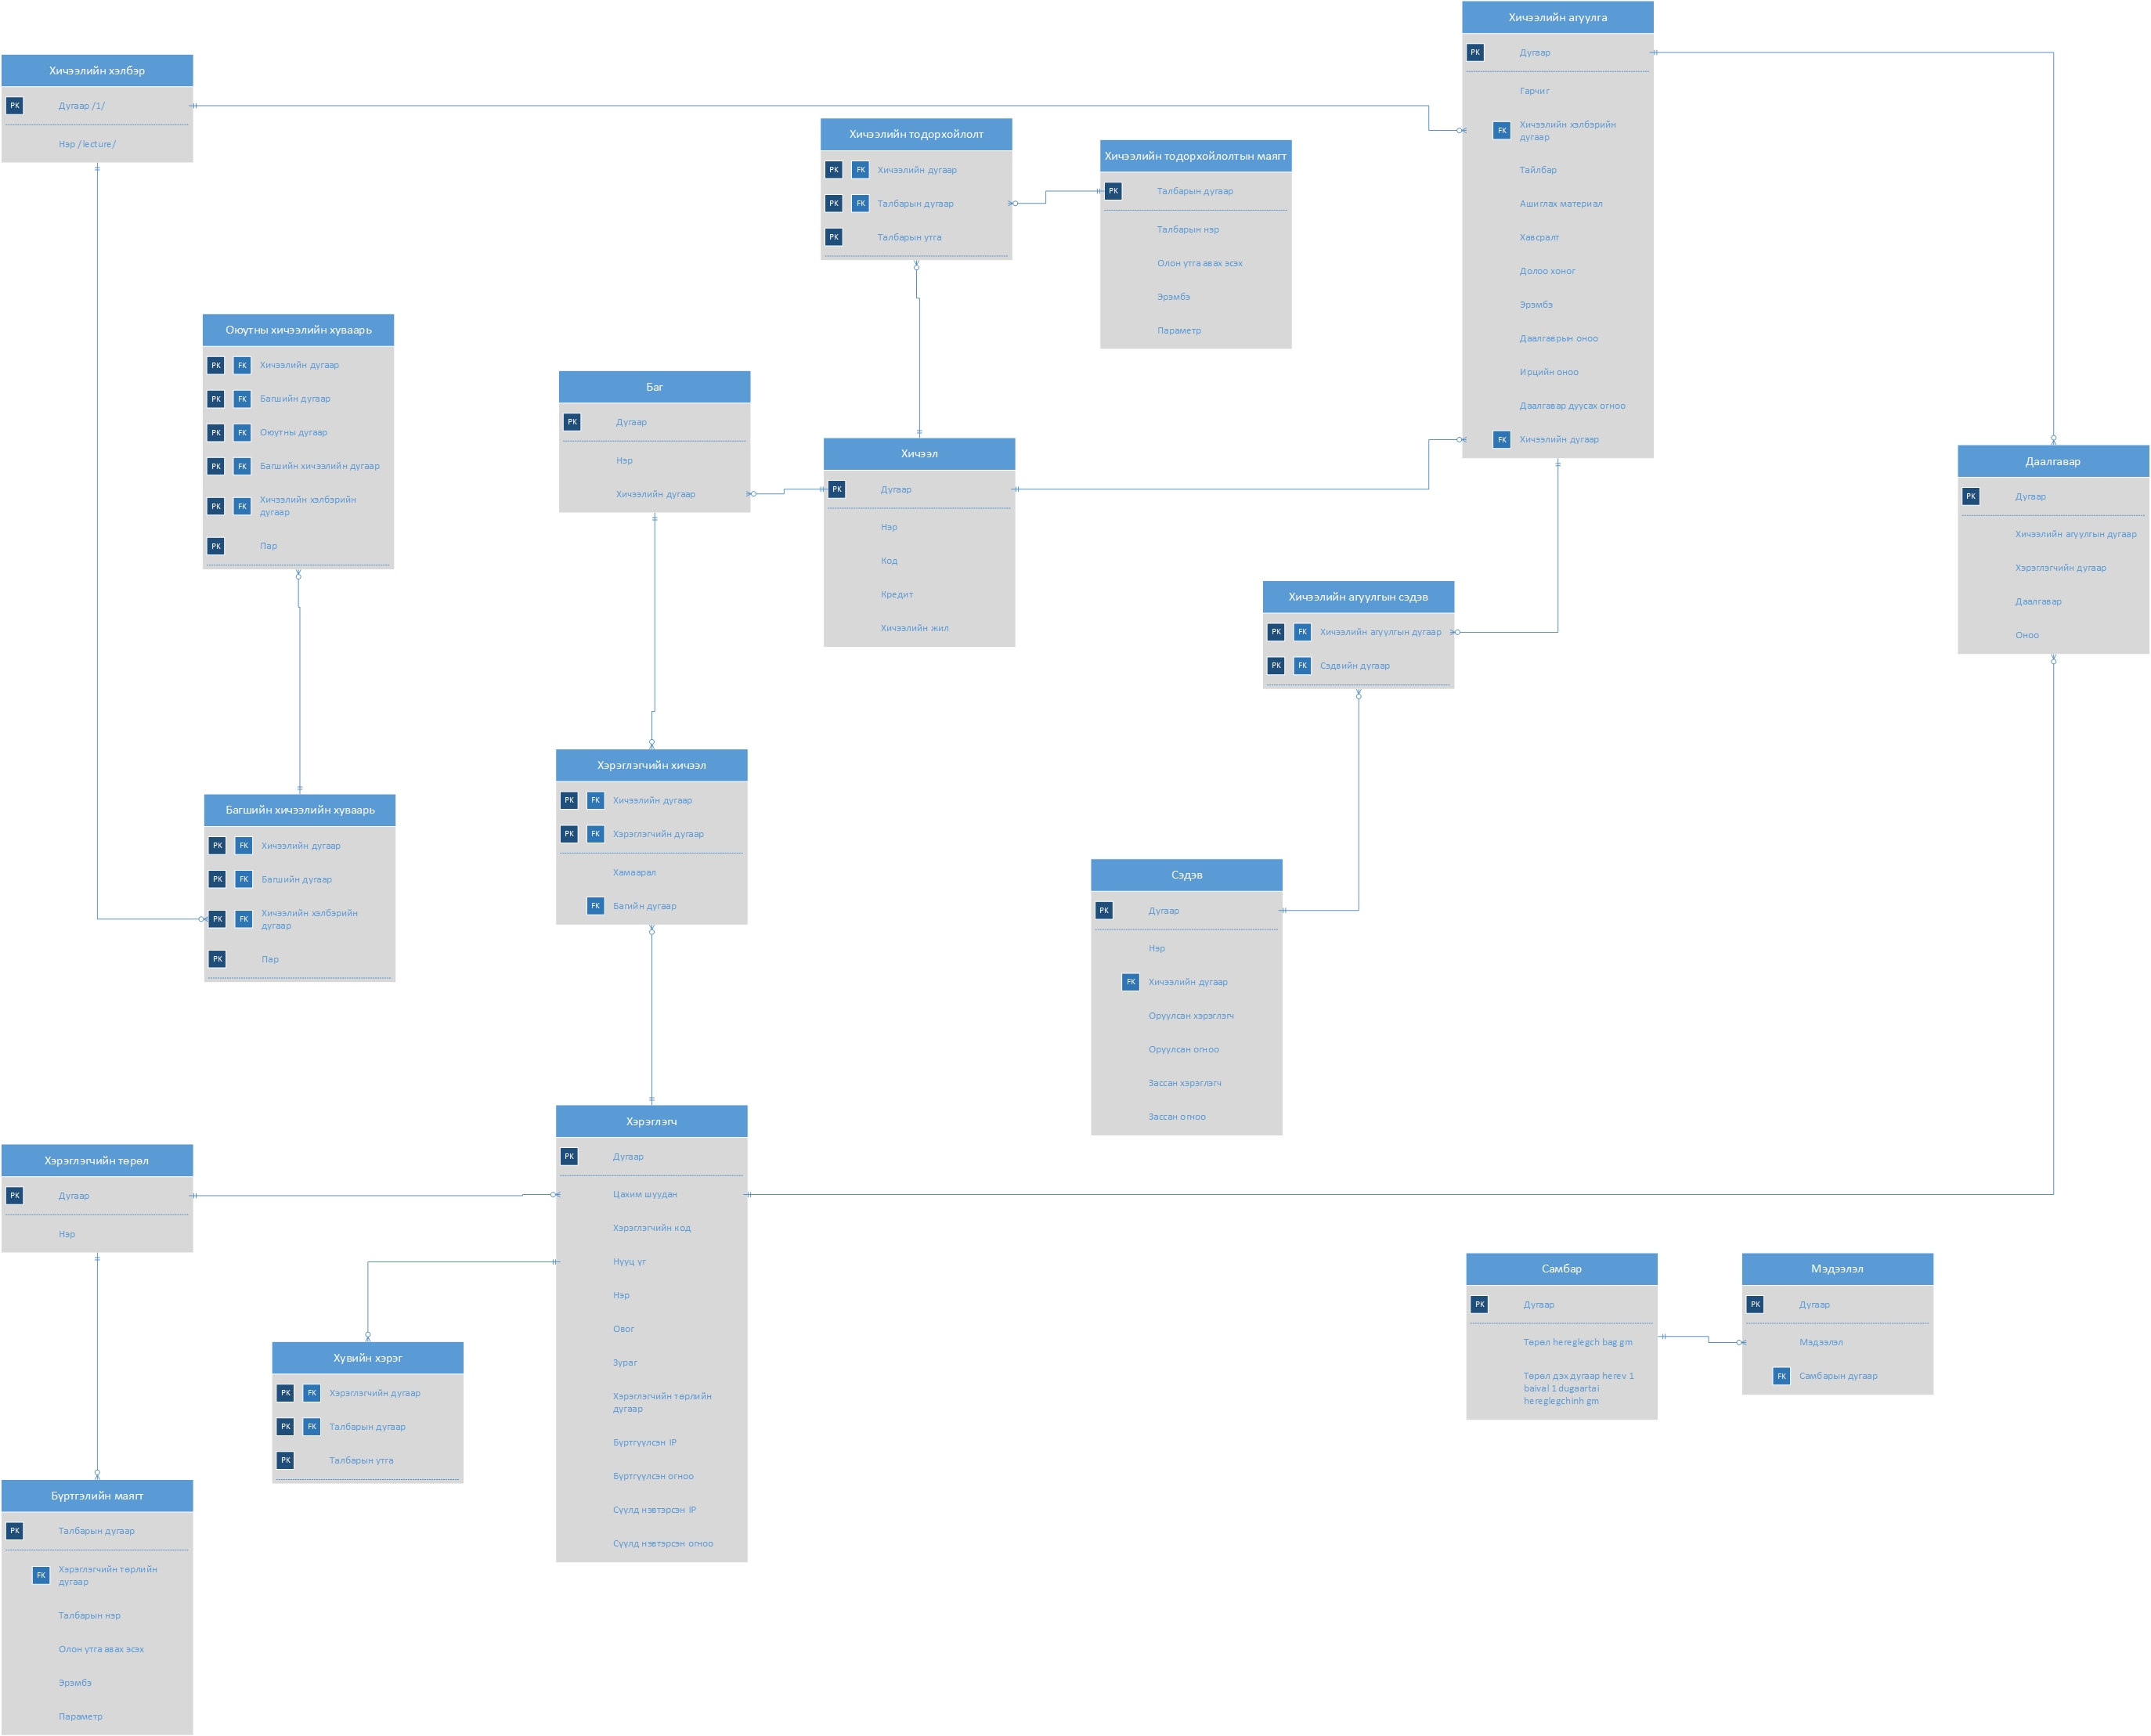 Хичээлийн агуулга
PK Дугаар
Гарчиг
FK Хичээлийн хэлбэрийн
дугаар
Тайлбар
Ашиглах материал
Хавсралт
Долоо хоног
Эрэмбэ
Даалгаврын оноо
Ирцийн оноо
Даалгавар дуусах огноо
FK Хичээлийн дугаар
Хичээлийн хэлбэр
PK Дугаар /1/
Нэр /lecture/
Хичээлийн тодорхойлолт
PK FK Хичээлийн дугаар
PK FK Талбарын дугаар
PK Талбарын утга
Хичээлийн тодорхойлолтын маягт
PK Талбарын дугаар
Талбарын нэр
Олон утга авах эсэх
Эрэмбэ
Параметр
Оюутны хичээлийн хуваарь
PK FK Хичээлийн дугаар
PK FK Багшийн дугаар
PK FK Оюутны дугаар
PK FK Багшийн хичээлийн дугаар
PK FK Хичээлийн хэлбэрийн
дугаар
PK Пар
Баг
PK Дугаар
Нэр
Хичээлийн дугаар
Хичээл
PK Дугаар
Нэр
Код
Кредит
Хичээлийн жил
Даалгавар
PK Дугаар
Хичээлийн агуулгын дугаар
Хэрэглэгчийн дугаар
Даалгавар
Оноо
Хичээлийн агуулгын сэдэв
PK FK Хичээлийн агуулгын дугаар
PK FK Сэдвийн дугаар
Хэрэглэгчийн хичээл
PK FK Хичээлийн дугаар
PK FK Хэрэглэгчийн дугаар
Хамаарал
FK Багийн дугаар
Багшийн хичээлийн хуваарь
PK FK Хичээлийн дугаар
PK FK Багшийн дугаар
PK FK Хичээлийн хэлбэрийн
дугаар
PK Пар
Сэдэв
PK Дугаар
Нэр
FK Хичээлийн дугаар
Оруулсан хэрэглэгч
Оруулсан огноо
Зассан хэрэглэгч
Зассан огноо
Хэрэглэгч
PK Дугаар
Цахим шуудан
Хэрэглэгчийн код
Нууц үг
Нэр
Овог
Зураг
Хэрэглэгчийн төрлийн
дугаар
Бүртгүүлсэн IP
Бүртгүүлсэн огноо
Сүүлд нэвтэрсэн IP
Сүүлд нэвтэрсэн огноо
Хэрэглэгчийн төрөл
PK Дугаар
Нэр
Самбар
PK Дугаар
Төрөл hereglegch bag gm
Төрөл дэх дугаар herev 1
baival 1 dugaartai
hereglegchinh gm
Мэдээлэл
PK Дугаар
Мэдээлэл
FK Самбарын дугаар
Хувийн хэрэг
PK FK Хэрэглэгчийн дугаар
PK FK Талбарын дугаар
PK Талбарын утга
Бүртгэлийн маягт
PK Талбарын дугаар
FK Хэрэглэгчийн төрлийн
дугаар
Талбарын нэр
Олон утга авах эсэх
Эрэмбэ
Параметр